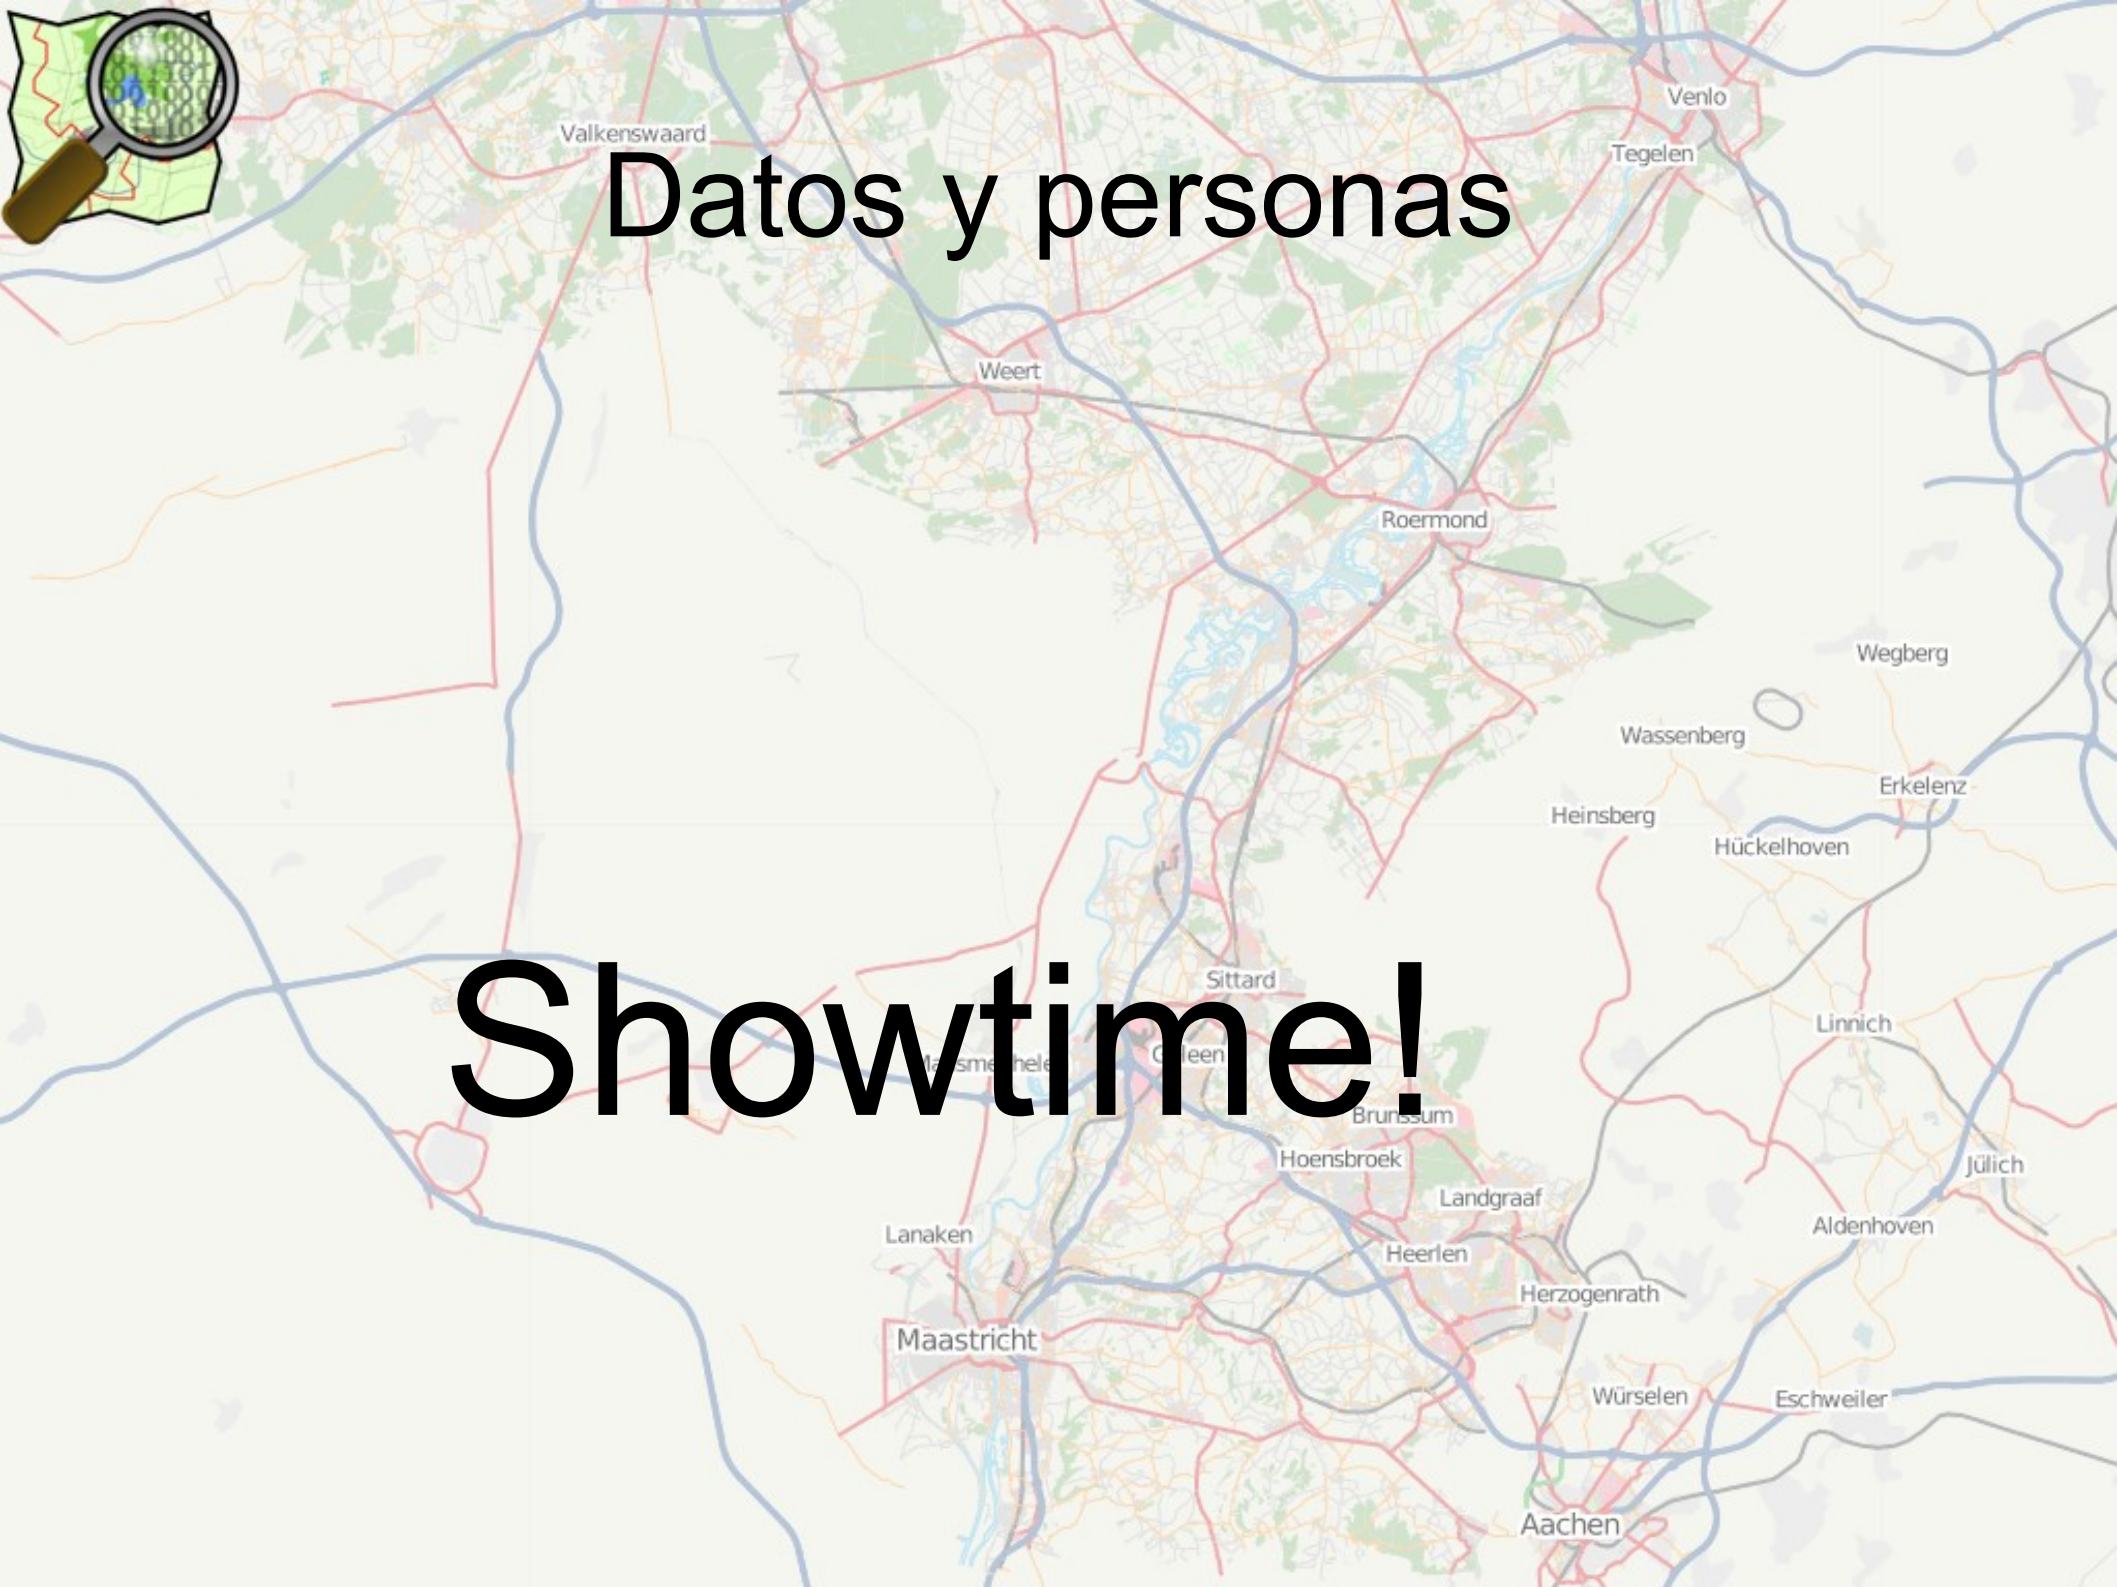 Valkenswaard
Venlo
Tegelen
Datos y personas
Weert
Roermond
Wegberg
Wassenberg
Erkelenz
Heinsberg
Hückelhoven
Sittard
Showtime!
Linnich
Brunssum
Hoensbroek
Jülich
Landgraaf
Aldenhoven
Lanaken
Heerlen
Herzogenrath
Maastricht
Würselen
Eschweiler
Aachen